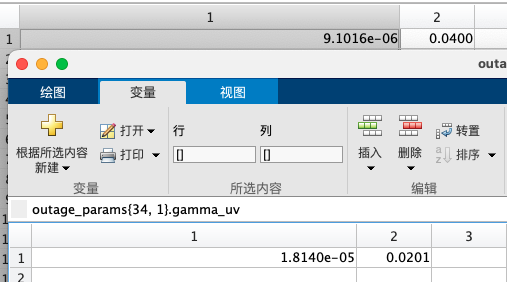 1 2
1 9.1016e-06 0.0400
outa
绘图 变量 视图
根据所选内容
新建
打开
打印
变量
行 列
[] []
所选内容
插入 删除
转置
排序
编辑
outage_params{34, 1}.gamma_uv
1 2 3
1 1.8140e-05 0.0201
2